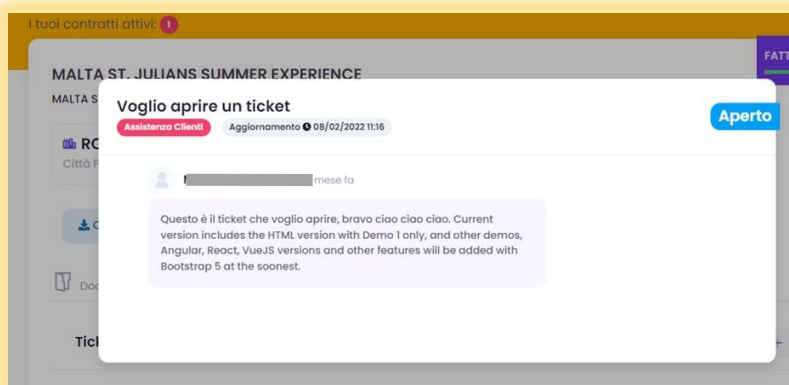 I tuoi contratti attivi: 1
FATT
MALTA ST. JULIANS SUMMER EXPERIENCE
MALTA S
Voglio aprire un ticket
Aperto
Assistenza Clienti Aggiornamento 08/02/2022 11:16
RO
Città P
mese fa
Questo è il ticket che voglio aprire, bravo ciao ciao ciao. Current
version includes the HTML version with Demo 1 only, and other demos,
Angular, React, VueJS versions and other features will be added with
Bootstrap 5 at the soonest.
Doc
Tick